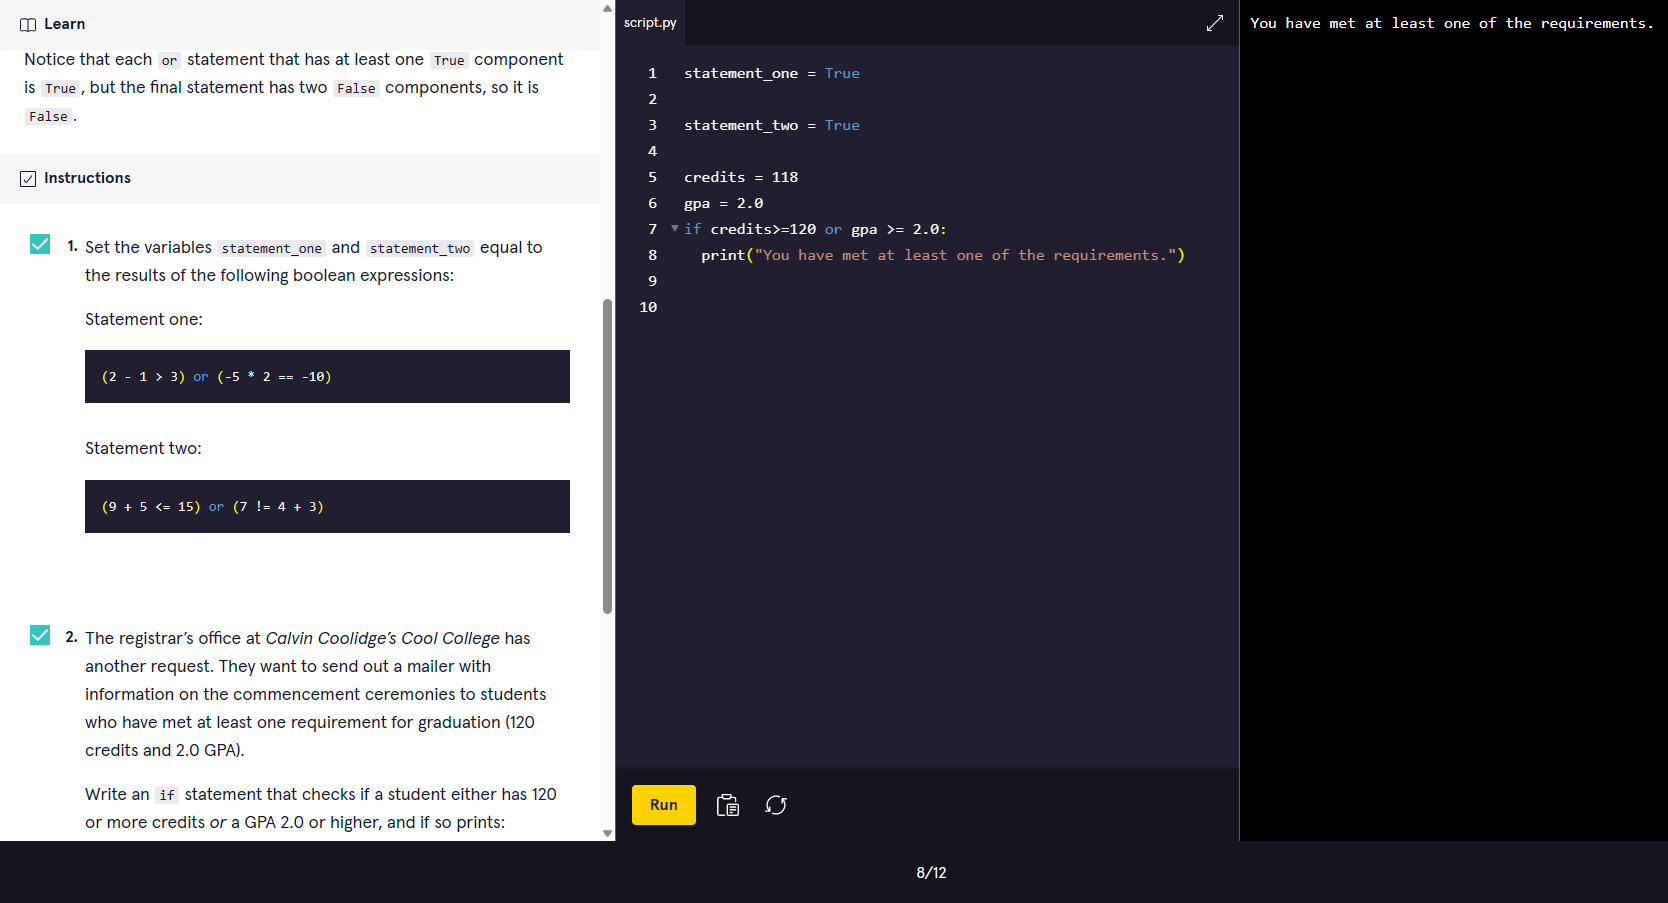 Learn
Notice that each or statement that has at least one True component
is True, but the final statement has two False components, so it is
False.
Instructions
1. Set the variables statement_one and statement_two equal to
the results of the following boolean expressions:
Statement one:
(2 - 1 > 3) or (-5 * 2 == -10)
Statement two:
(9 + 5 <= 15) or (7 != 4 + 3)
2. The registrar’s office at Calvin Coolidge’s Cool College has
another request. They want to send out a mailer with
information on the commencement ceremonies to students
who have met at least one requirement for graduation (120
credits and 2.0 GPA).
Write an if statement that checks if a student either has 120
or more credits or a GPA 2.0 or higher, and if so prints:
script.py
1 statement_one = True
2
3 statement_two = True
4
5 credits = 118
6 gpa = 2.0
7 if credits>=120 or gpa >= 2.0:
8 print("You have met at least one of the requirements.")
9
10
Run
You have met at least one of the requirements.
8/12